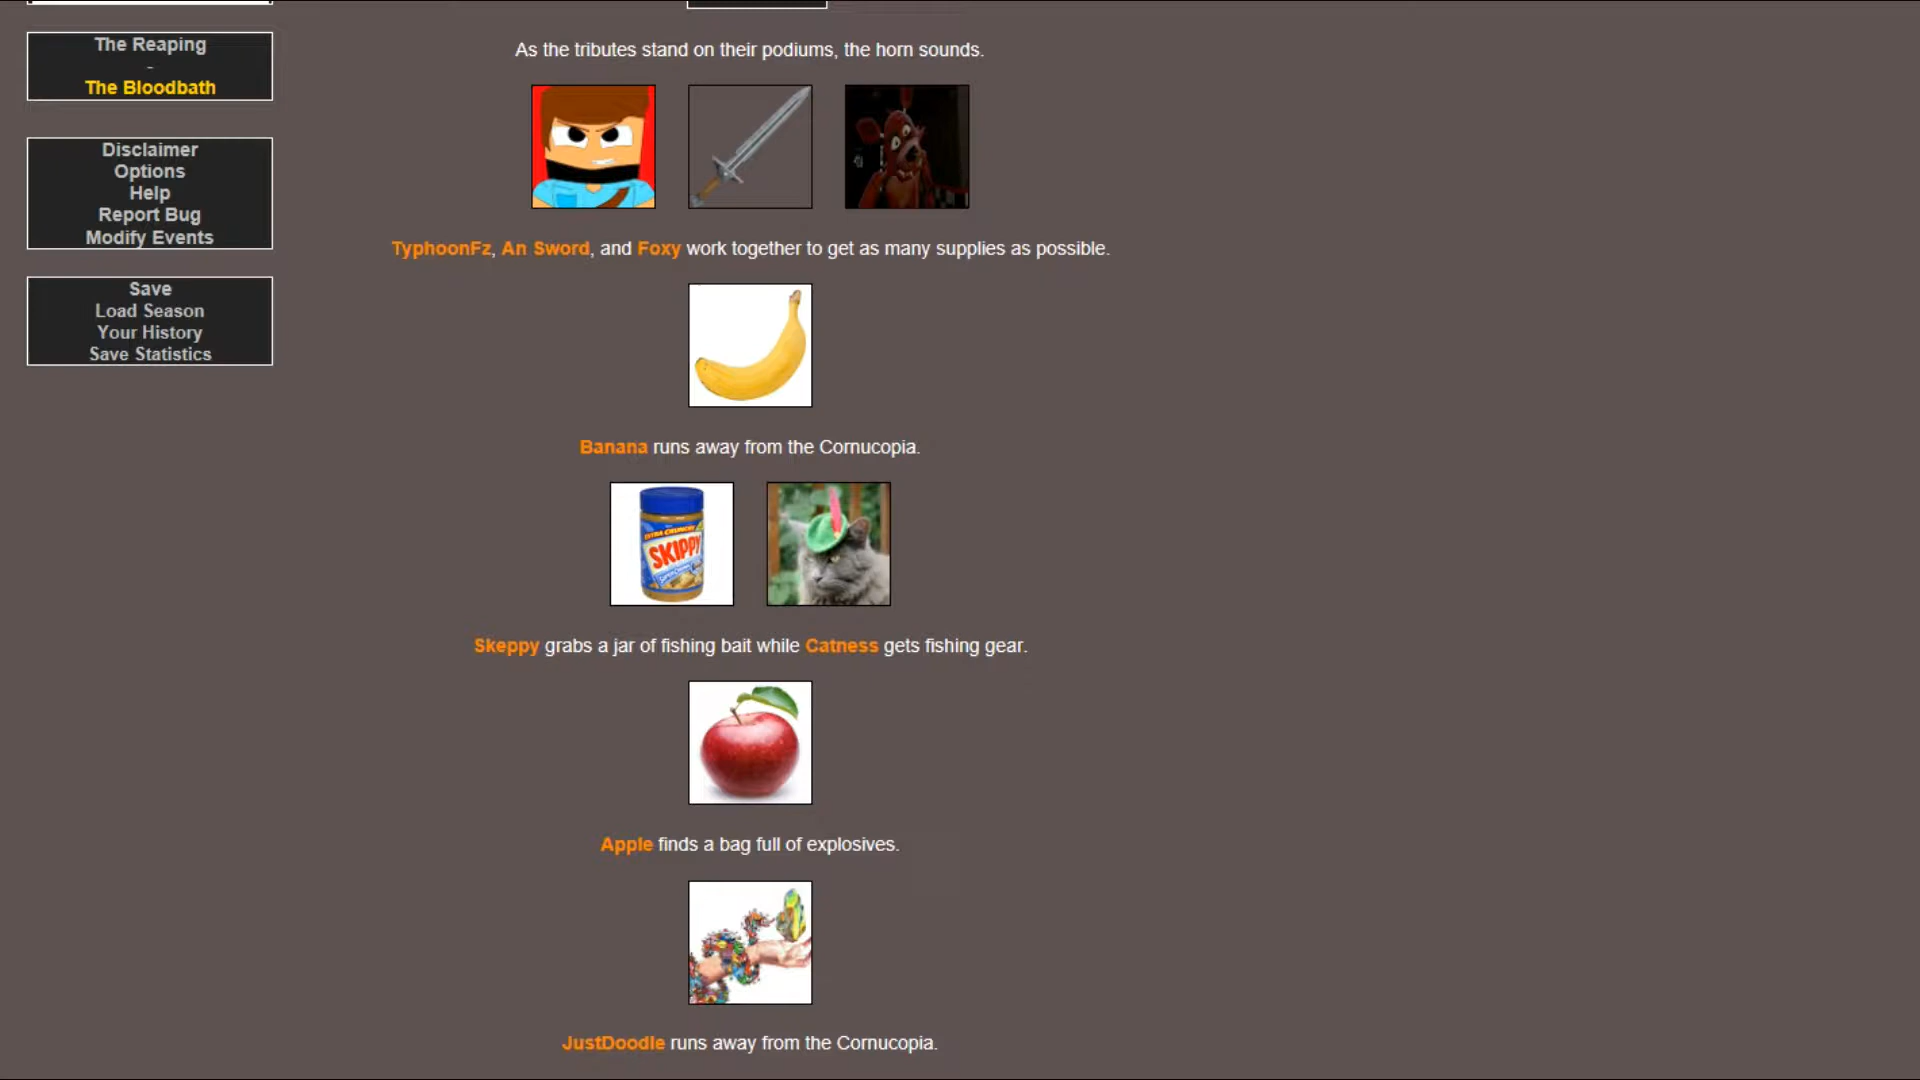 The Reaping
-
The Bloodbath
Disclaimer
Options
Help
Report Bug
Modify Events
Save
Load Season
Your History
Save Statistics
As the tributes stand on their podiums, the horn sounds.
TyphoonFz, An Sword, and Foxy work together to get as many supplies as possible.
Banana runs away from the Cornucopia.
EXTRA CRUNCHY
SKIPPY
Skeppy grabs a jar of fishing bait while Catness gets fishing gear.
Apple finds a bag full of explosives.
JustDoodle runs away from the Cornucopia.